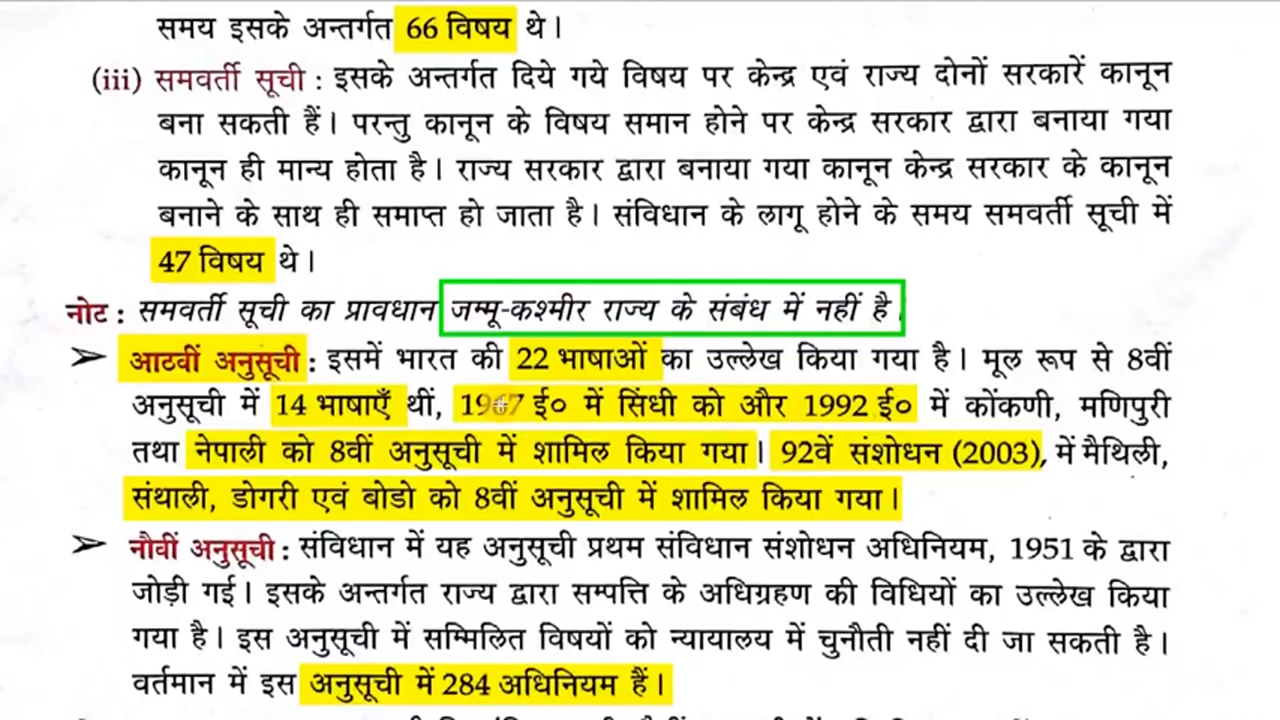 समय इसके अन्तर्गत 66 विषय थे।
(iii) समवर्ती सूची : इसके अन्तर्गत दिये गये विषय पर केन्द्र एवं राज्य दोनों सरकारें कानून
बना सकती हैं। परन्तु कानून के विषय समान होने पर केन्द्र सरकार द्वारा बनाया गया
कानून ही मान्य होता है। राज्य सरकार द्वारा बनाया गया कानून केन्द्र सरकार के कानून
बनाने के साथ ही समाप्त हो जाता है। संविधान के लागू होने के समय समवर्ती सूची में
47 विषय थे।
नोट : समवर्ती सूची का प्रावधान जम्मू-कश्मीर राज्य के संबंध में नहीं है।
➢ आटवीं अनुसूची : इसमें भारत की 22 भाषाओं का उल्लेख किया गया है। मूल रूप से 8वीं
अनुसूची में 14 भाषाएँ थीं, 1967 ई० में सिंधी को और 1992 ई० में कोंकणी, मणिपुरी
तथा नेपाली को 8वीं अनुसूची में शामिल किया गया। 92वें संशोधन (2003), में मैथिली,
संथाली, डोगरी एवं बोडो को 8वीं अनुसूची में शामिल किया गया।
➢ नौवीं अनुसूची : संविधान में यह अनुसूची प्रथम संविधान संशोधन अधिनियम, 1951 के द्वारा
जोड़ी गई। इसके अन्तर्गत राज्य द्वारा सम्पत्ति के अधिग्रहण की विधियों का उल्लेख किया
गया है। इस अनुसूची में सम्मिलित विषयों को न्यायालय में चुनौती नहीं दी जा सकती है।
वर्तमान में इस अनुसूची में 284 अधिनियम हैं।